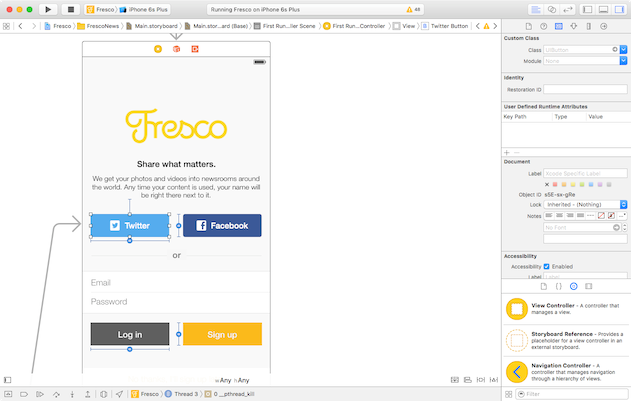 Fresco
iPhone 6s Plus
Running Fresco on iPhone 6s Plus
48
Fresco
FrescoNews
Main.storyboard
Main.stor...ard (Base)
First Run...ller Scene
First Run...Controller
View
Twitter Button
Fresco
Share what matters.
We get your photos and videos into newsrooms around
the world. Any time your content is used, your name will
be right there next to it.
Twitter
Facebook
or
Email
Password
Log in
Sign up
wAny hAny
Fresco
Thread 3
0 __pthread_kill
Custom Class
Class UIButton
Module None
Identity
Restoration ID
User Defined Runtime Attributes
Key Path Type Value
Document
Label Xcode Specific Label
Object ID o5E-sx-gRe
Lock Inherited - (Nothing)
Notes
No Font
Accessibility
Accessibility Enabled
Label Label
View Controller - A controller that
manages a view.
Storyboard Reference - Provides a
placeholder for a view controller in an
external storyboard.
Navigation Controller - A
controller that manages navigation
through a hierarchy of views.
Filter